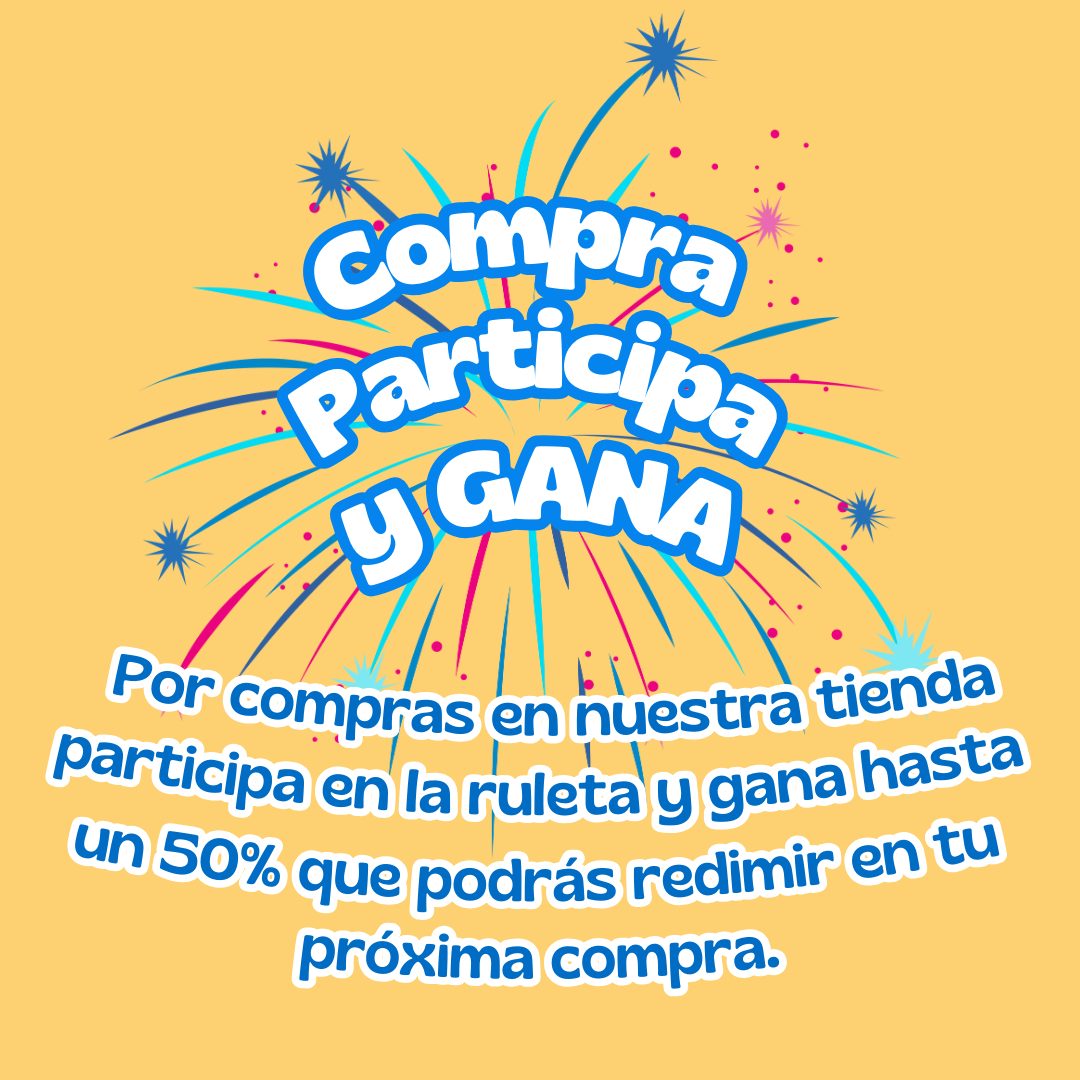 Compra
Participa
y GANA
Por compras en nuestra tienda
participa en la ruleta y gana hasta
un 50% que podrás redimir en tu
próxima compra.